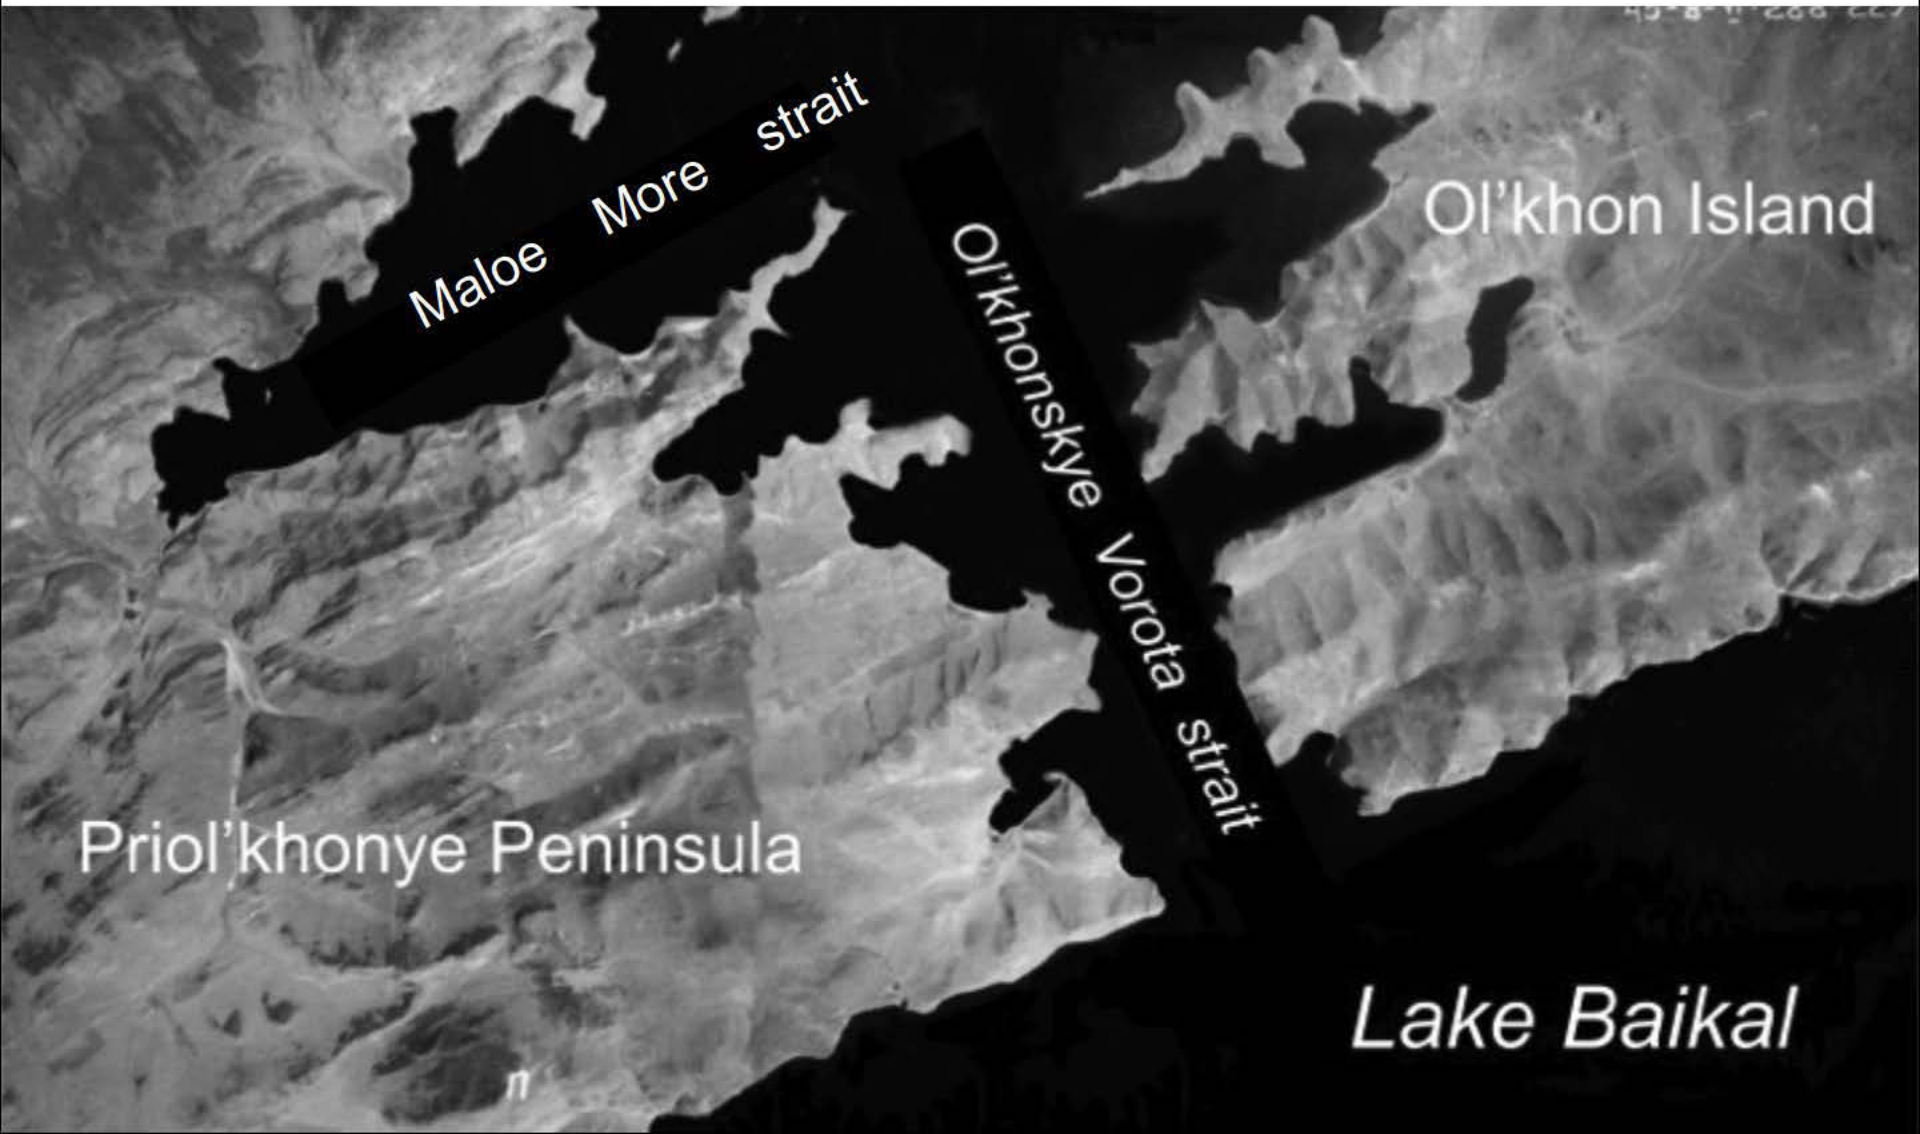 Maloe More strait
Ol'khon Island
Ol'khonskye Vorota strait
Priol'khonye Peninsula
Lake Baikal
п